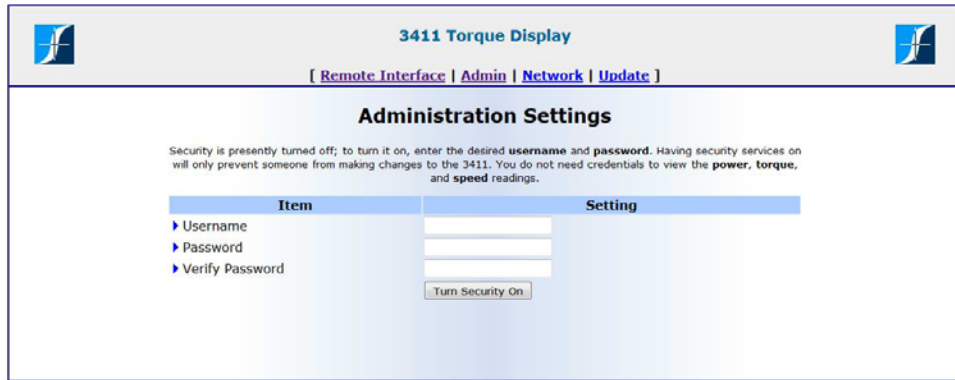 3411 Torque Display
[ Remote Interface | Admin | Network | Update ]
Administration Settings
Security is presently turned off; to turn it on, enter the desired username and password. Having security services on
will only prevent someone from making changes to the 3411. You do not need credentials to view the power, torque,
and speed readings.
Item Setting
Username
Password
Verify Password
Turn Security On